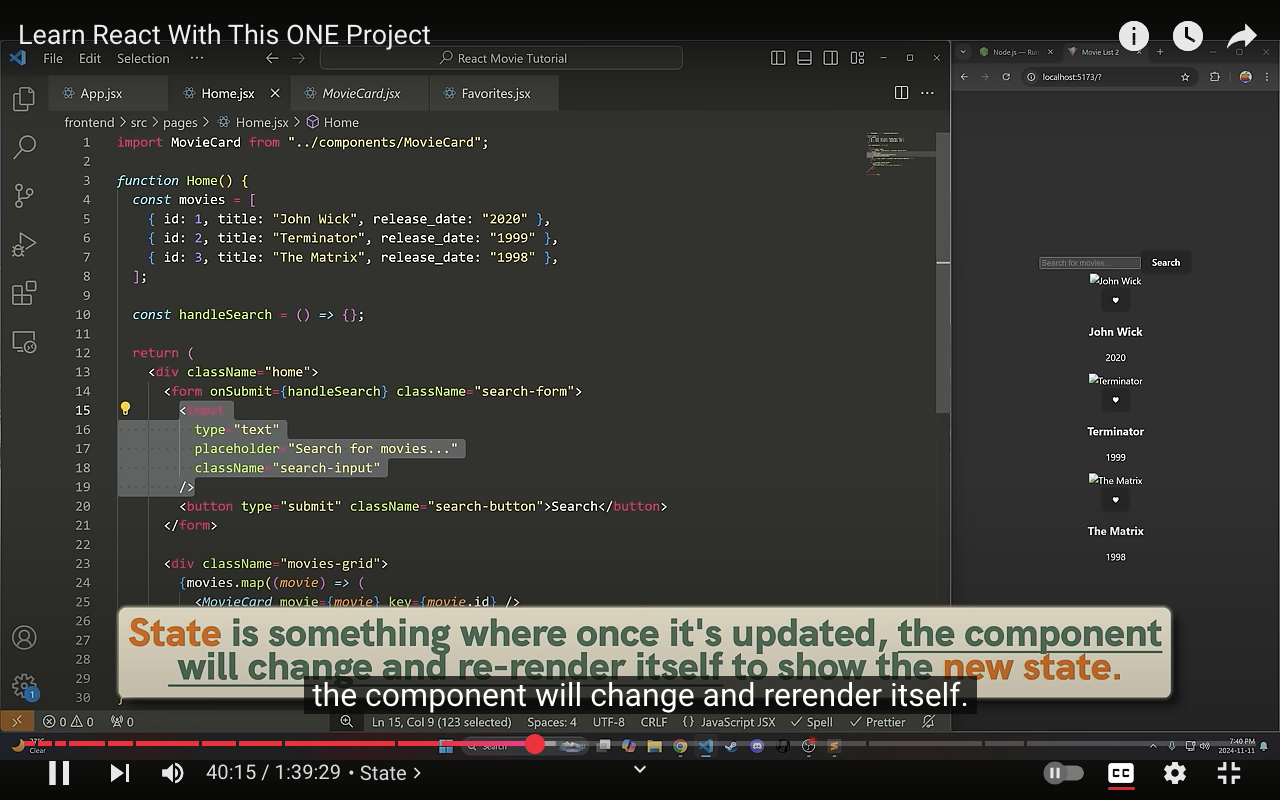 Learn React With This ONE Project
File Edit Selection ··· React Movie Tutorial
App.jsx Home.jsx MovieCard.jsx Favorites.jsx
frontend > src > pages > Home.jsx > Home
1 import MovieCard from "../components/MovieCard";
2
3 function Home() {
4 const movies = [
5 { id: 1, title: "John Wick", release_date: "2020" },
6 { id: 2, title: "Terminator", release_date: "1999" },
7 { id: 3, title: "The Matrix", release_date: "1998" },
8 ];
9
10 const handleSearch = () => {};
11
12 return (
13 <div className="home">
14 <form onSubmit={handleSearch} className="search-form">
15 <input
16 type="text"
17 placeholder="Search for movies..."
18 className="search-input"
19 />
20 <button type="submit" className="search-button">Search</button>
21 </form>
22
23 <div className="movies-grid">
24 {movies.map((movie) => (
25 <MovieCard movie={movie} key={movie.id} />
26
27
28
29
30 }
Node.js — Run Movie List 2
localhost:5173/?
Search for movies... Search
John Wick
John Wick
2020
Terminator
Terminator
1999
The Matrix
The Matrix
1998
State is something where once it's updated, the component
will change and re-render itself to show the new state.
the component will change and rerender itself.
1
0 0 0 Ln 15, Col 9 (123 selected) Spaces: 4 UTF-8 CRLF {} JavaScript JSX Spell Prettier
Clear Search 7:40 PM
2024-11-11
40:15 / 1:39:29 • State >
CC